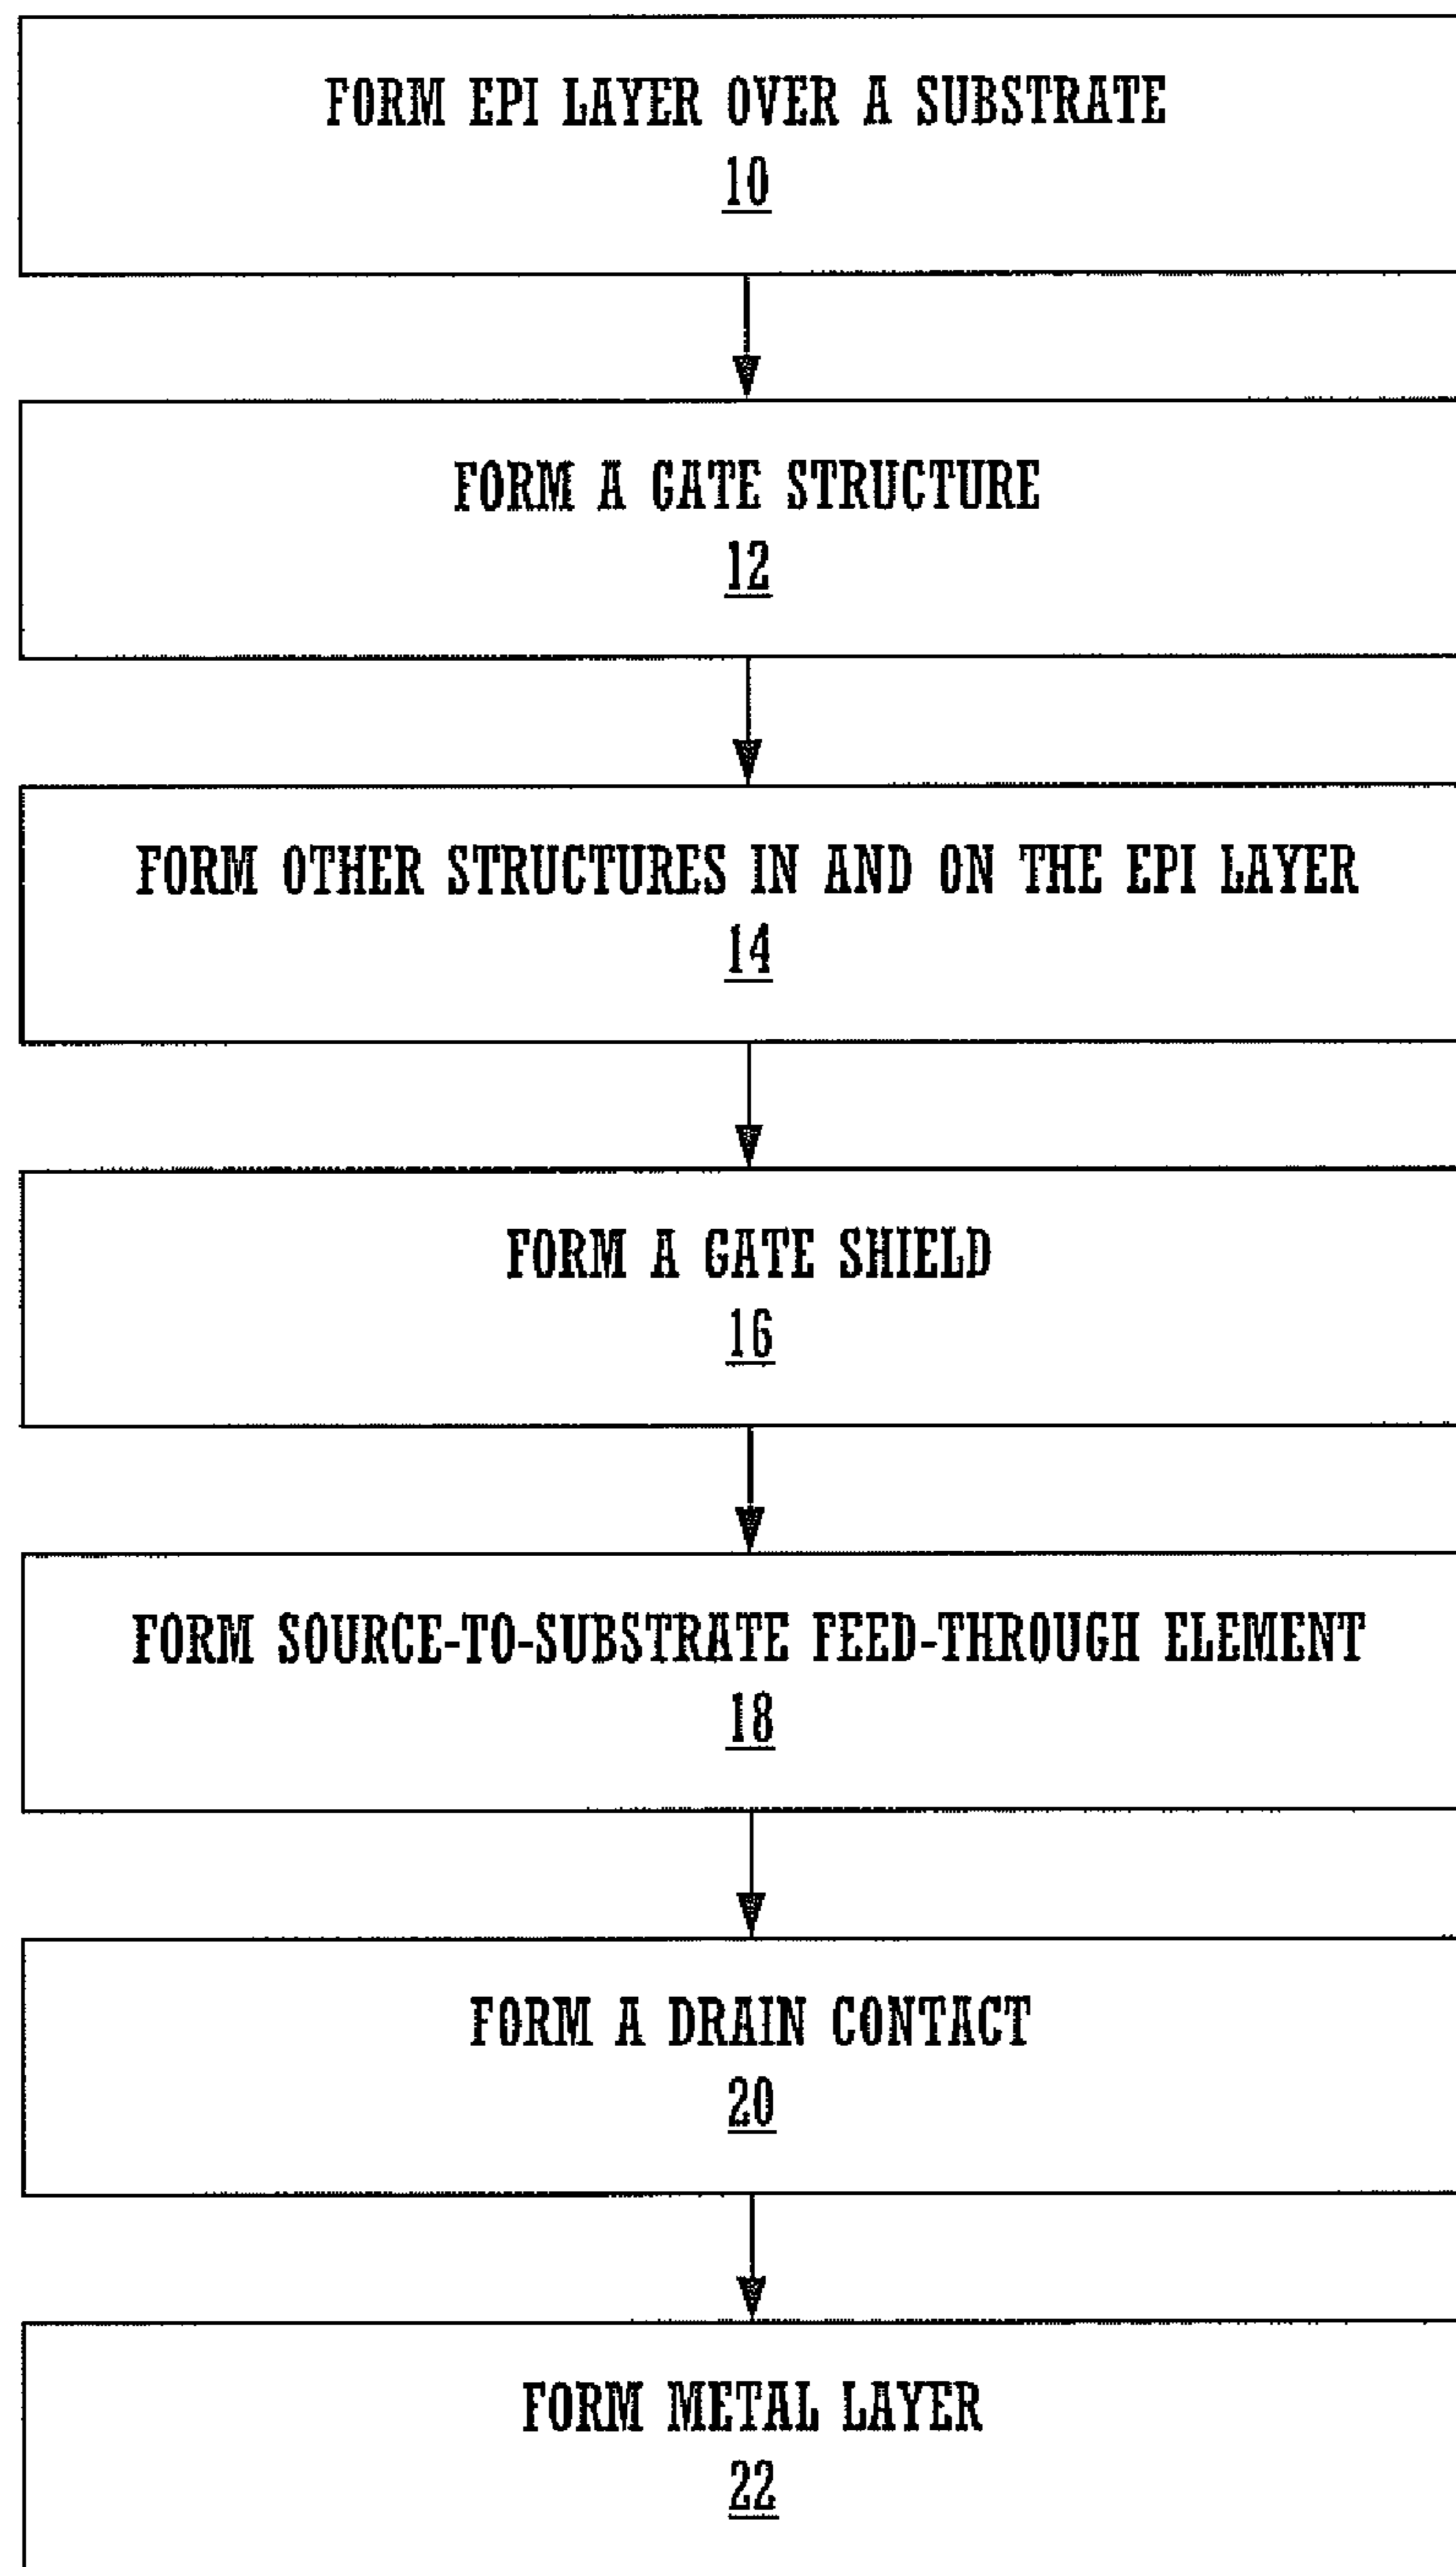 FORM EPI LAYER OVER A SUBSTRATE
10
FORM A GATE STRUCTURE
12
FORM OTHER STRUCTURES IN AND ON THE EPI LAYER
14
FORM A GATE SHIELD
16
FORM SOURCE-TO-SUBSTRATE FEED-THROUGH ELEMENT
18
FORM A DRAIN CONTACT
20
FORM METAL LAYER
22